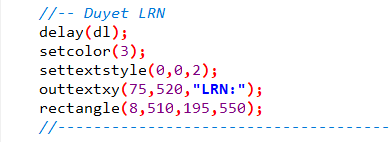 //-- Duyet LRN
delay(dl);
setcolor(3);
settextstyle(0,0,2);
outtextxy(75,520,"LRN:");
rectangle(8,510,195,550);
//-------------------------------------